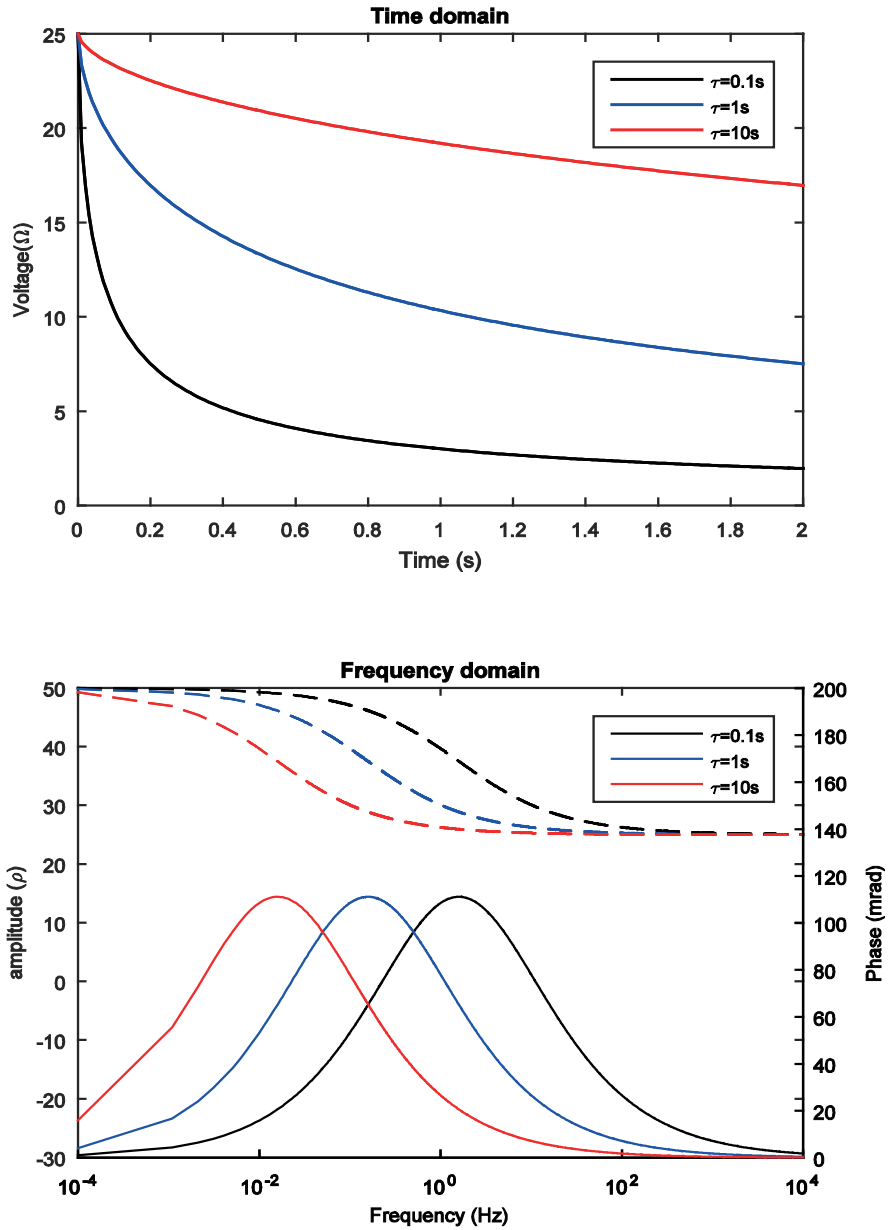 Time domain
25
20
15
10
5
0
Voltage(Ω)
τ=0.1s
τ=1s
τ=10s
0 0.2 0.4 0.6 0.8 1 1.2 1.4 1.6 1.8 2
Time (s)
Frequency domain
50
40
30
20
10
0
-10
-20
-30
amplitude (ρ)
τ=0.1s
τ=1s
τ=10s
200
180
160
140
120
100
80
60
40
20
0
Phase (mrad)
10-4 10-2 100 102 104
Frequency (Hz)